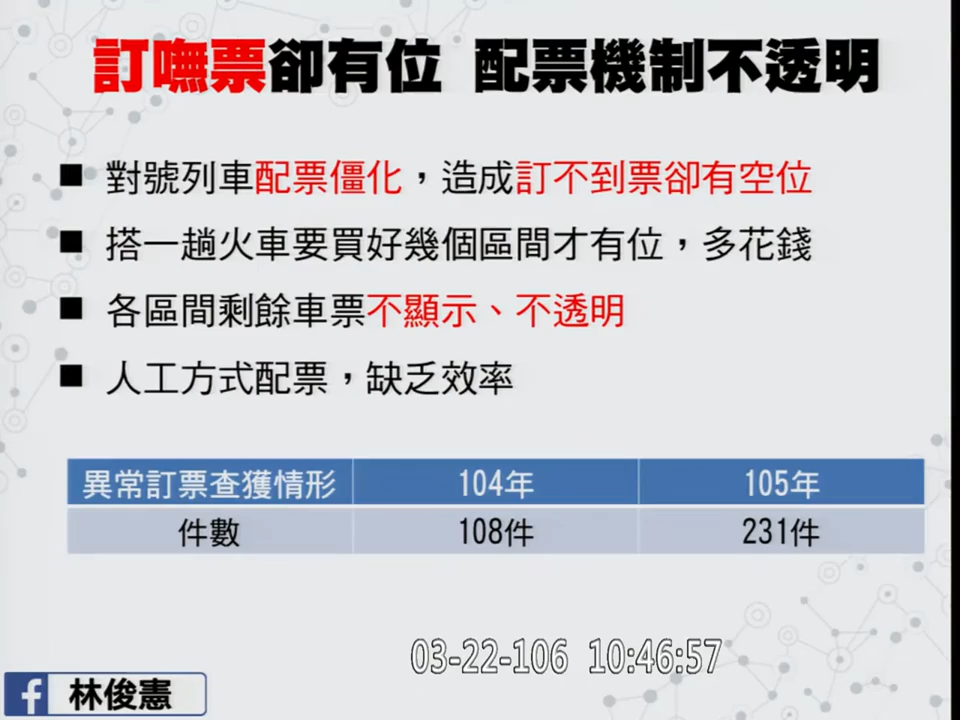 訂嘸票卻有位 配票機制不透明
■ 對號列車配票僵化，造成訂不到票卻有空位
■ 搭一趟火車要買好幾個區間才有位，多花錢
■ 各區間剩餘車票不顯示、不透明
■ 人工方式配票，缺乏效率
異常訂票查獲情形 104年 105年
件數 108件 231件
03-22-106 10:46:57
f 林俊憲